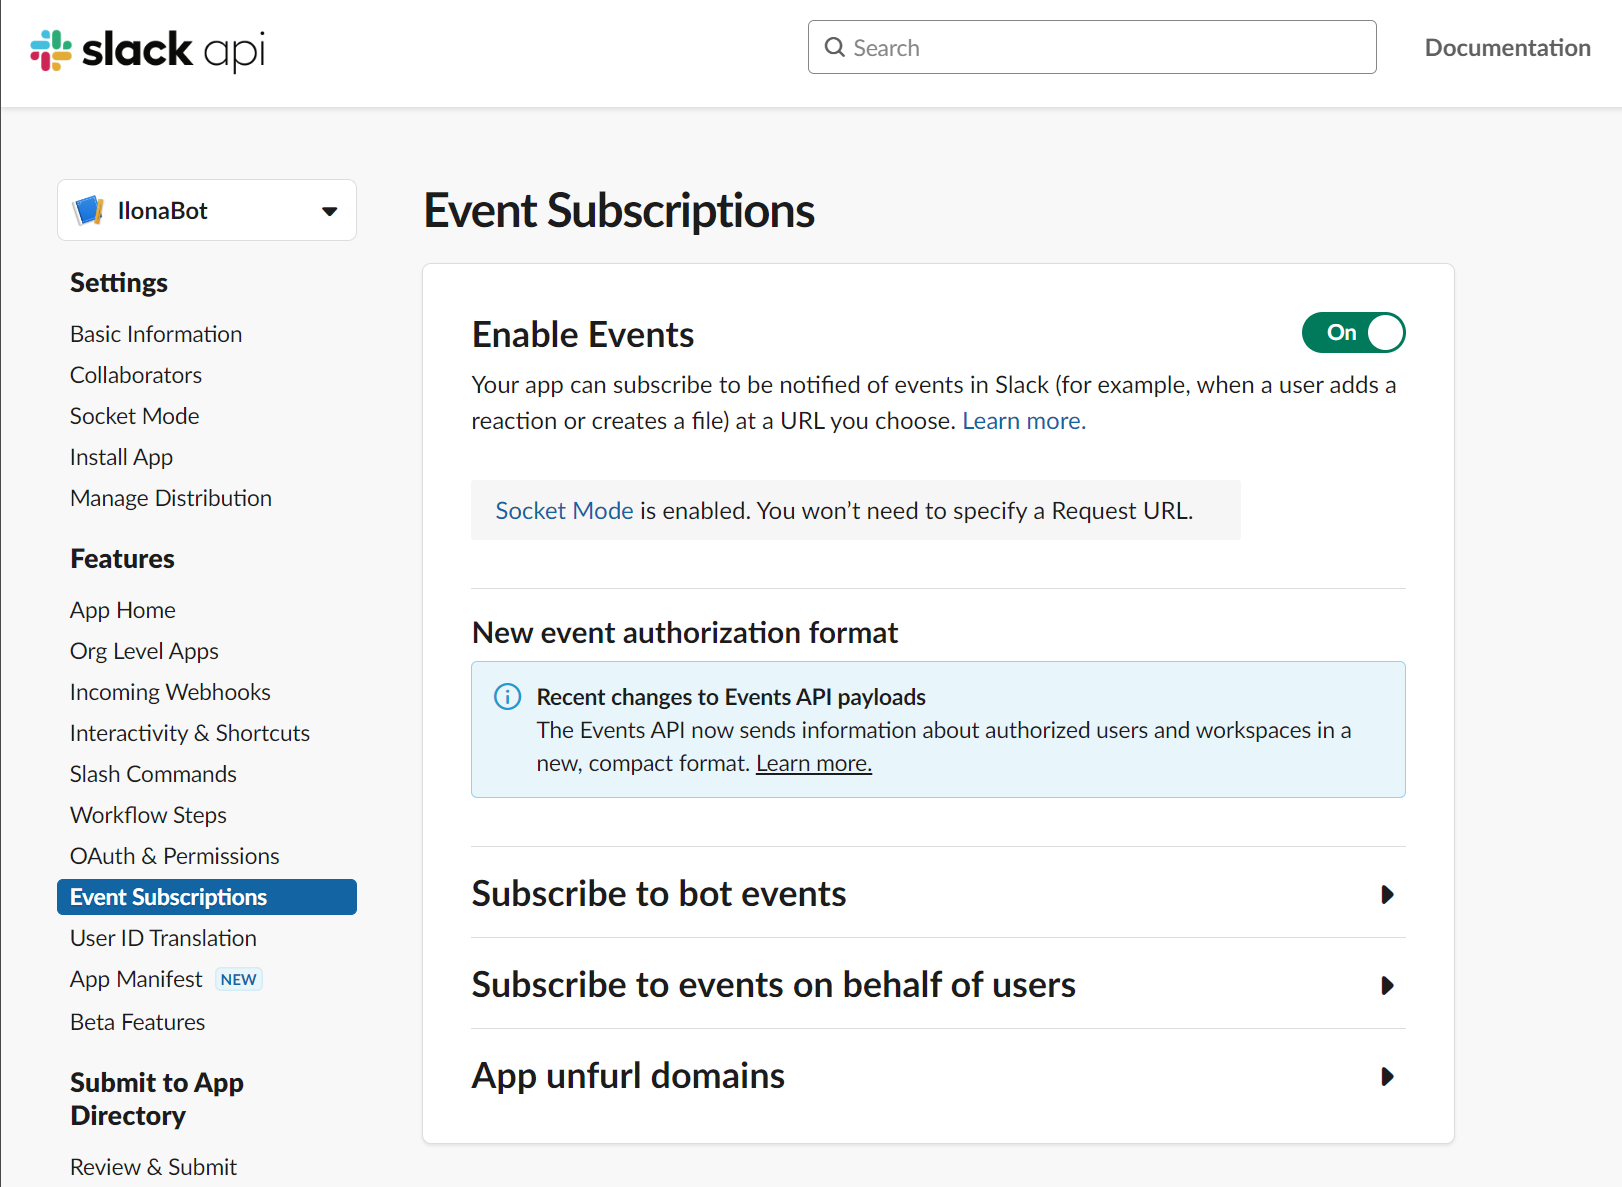 slack api
Search
Documentation
IlonaBot
Settings
Basic Information
Collaborators
Socket Mode
Install App
Manage Distribution
Features
App Home
Org Level Apps
Incoming Webhooks
Interactivity & Shortcuts
Slash Commands
Workflow Steps
OAuth & Permissions
Event Subscriptions
User ID Translation
App Manifest NEW
Beta Features
Submit to App
Directory
Review & Submit
Event Subscriptions
Enable Events
On
Your app can subscribe to be notified of events in Slack (for example, when a user adds a
reaction or creates a file) at a URL you choose. Learn more.
Socket Mode is enabled. You won’t need to specify a Request URL.
New event authorization format
Recent changes to Events API payloads
The Events API now sends information about authorized users and workspaces in a
new, compact format. Learn more.
Subscribe to bot events
Subscribe to events on behalf of users
App unfurl domains